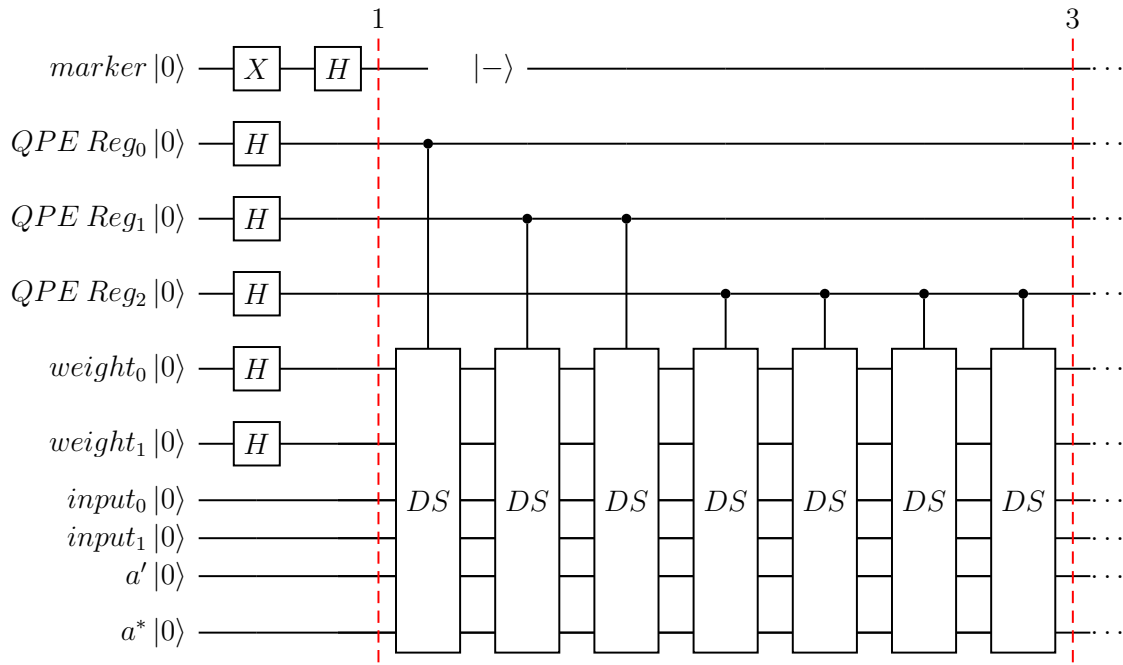 1 3
marker |0⟩ X H |−⟩ ···
QPE Reg₀ |0⟩ H ···
QPE Reg₁ |0⟩ H ···
QPE Reg₂ |0⟩ H ···
weight₀ |0⟩ H ···
weight₁ |0⟩ H ···
input₀ |0⟩ DS DS DS DS DS DS DS ···
input₁ |0⟩ ···
a′ |0⟩ ···
a* |0⟩ ···